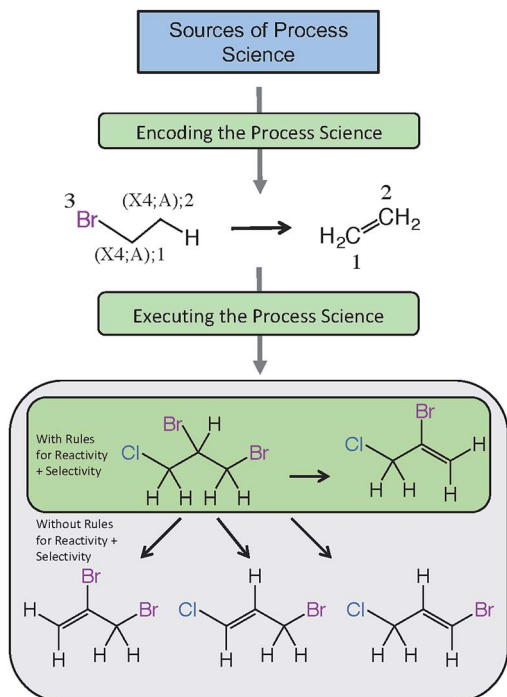 Sources of Process
Science
Encoding the Process Science
3
(X4;A);2
2
Br
H
CH2
H2C
(X4;A);1
1
Executing the Process Science
With Rules
for Reactivity
+ Selectivity
Br
H
Cl
Br
H H H H
Br
Cl
H
H H
H
Without Rules
for Reactivity +
Selectivity
Br
H
Br
H
H H
H
Cl
Br
H
H H
H
Cl
Br
H H
H